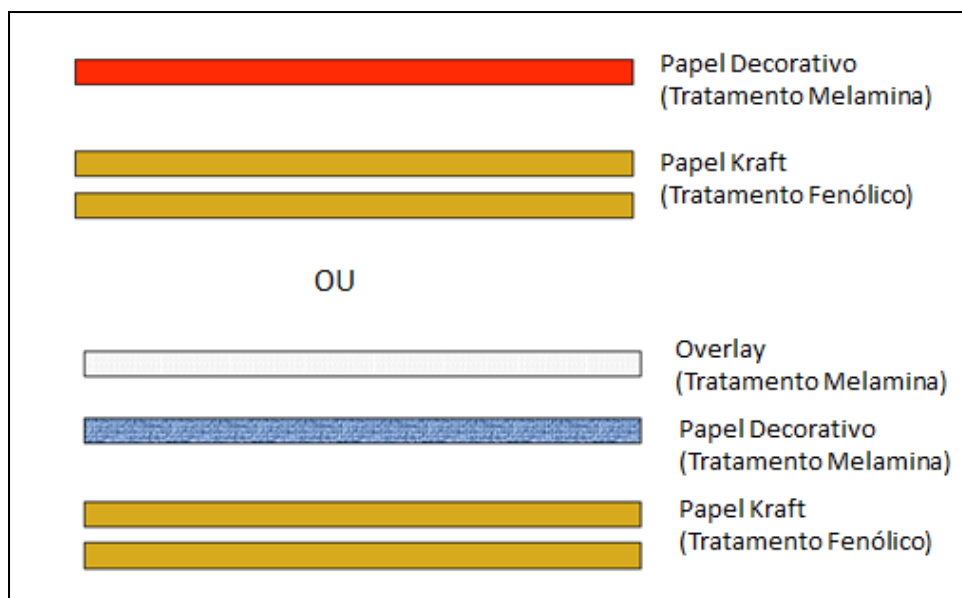 Papel Decorativo
(Tratamento Melamina)
Papel Kraft
(Tratamento Fenólico)
OU
Overlay
(Tratamento Melamina)
Papel Decorativo
(Tratamento Melamina)
Papel Kraft
(Tratamento Fenólico)